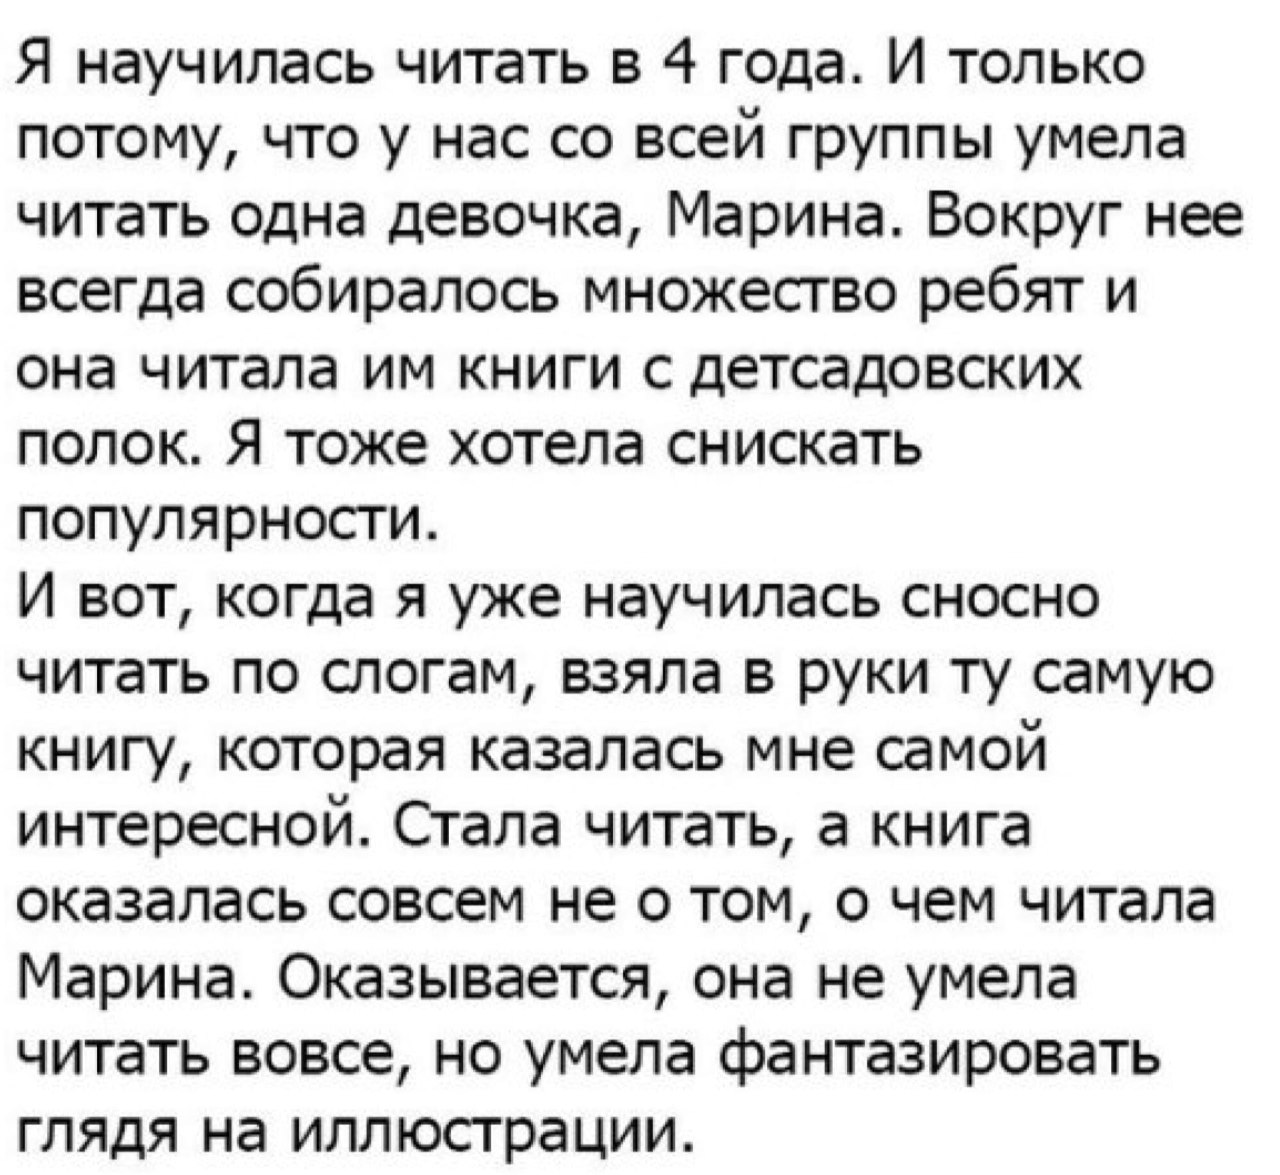 Я научилась читать в 4 года. И только
потому, что у нас со всей группы умела
читать одна девочка, Марина. Вокруг нее
всегда собиралось множество ребят и
она читала им книги с детсадовских
полок. Я тоже хотела снискать
популярности.
И вот, когда я уже научилась сносно
читать по слогам, взяла в руки ту самую
книгу, которая казалась мне самой
интересной. Стала читать, а книга
оказалась совсем не о том, о чем читала
Марина. Оказывается, она не умела
читать вовсе, но умела фантазировать
глядя на иллюстрации.